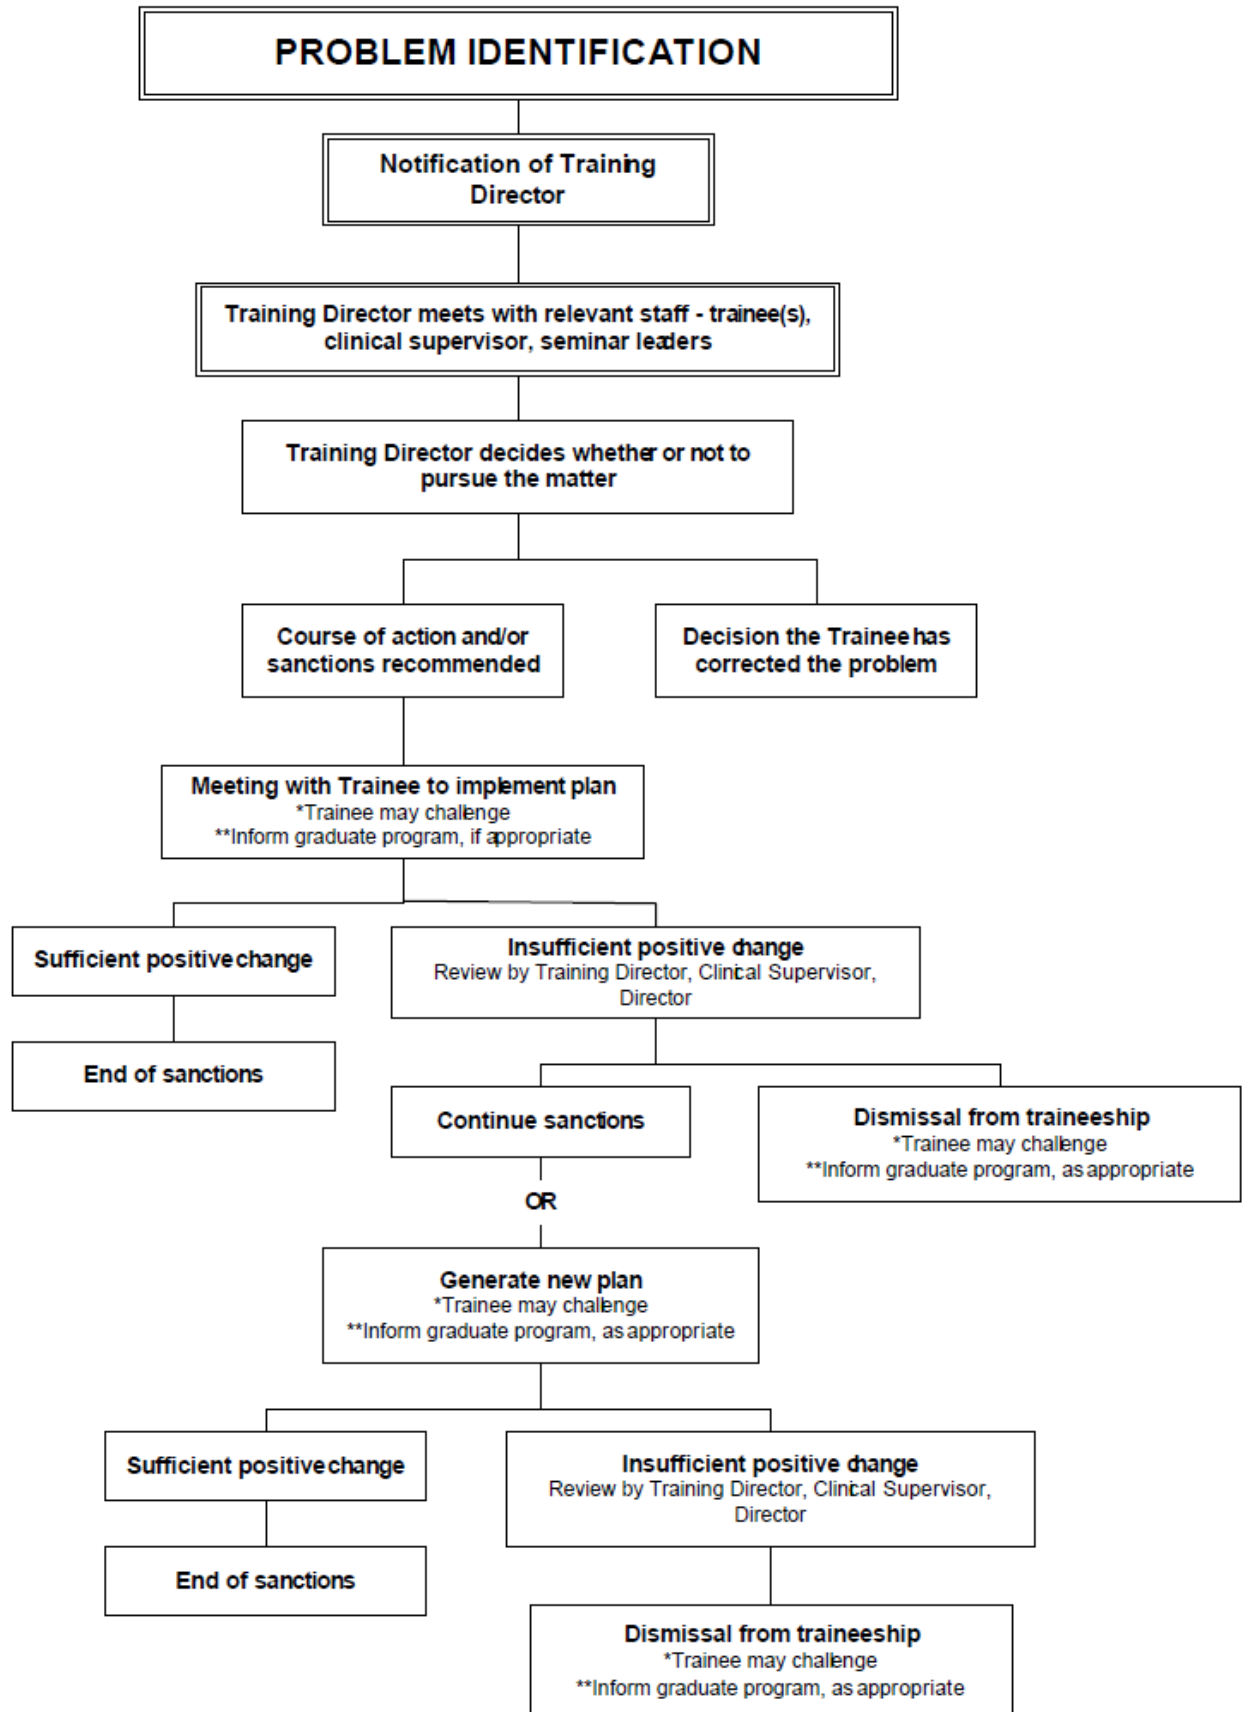 PROBLEM IDENTIFICATION
Notification of Training
Director
Training Director meets with relevant staff - trainee(s),
clinical supervisor, seminar leaders
Training Director decides whether or not to
pursue the matter
Course of action and/or
sanctions recommended
Decision the Trainee has
corrected the problem
Meeting with Trainee to implement plan
*Trainee may challenge
**Inform graduate program, if appropriate
Sufficient positive change
Insufficient positive change
Review by Training Director, Clinical Supervisor,
Director
End of sanctions
Continue sanctions
Dismissal from traineeship
*Trainee may challenge
**Inform graduate program, as appropriate
OR
Generate new plan
*Trainee may challenge
**Inform graduate program, as appropriate
Sufficient positive change
Insufficient positive change
Review by Training Director, Clinical Supervisor,
Director
End of sanctions
Dismissal from traineeship
*Trainee may challenge
**Inform graduate program, as appropriate